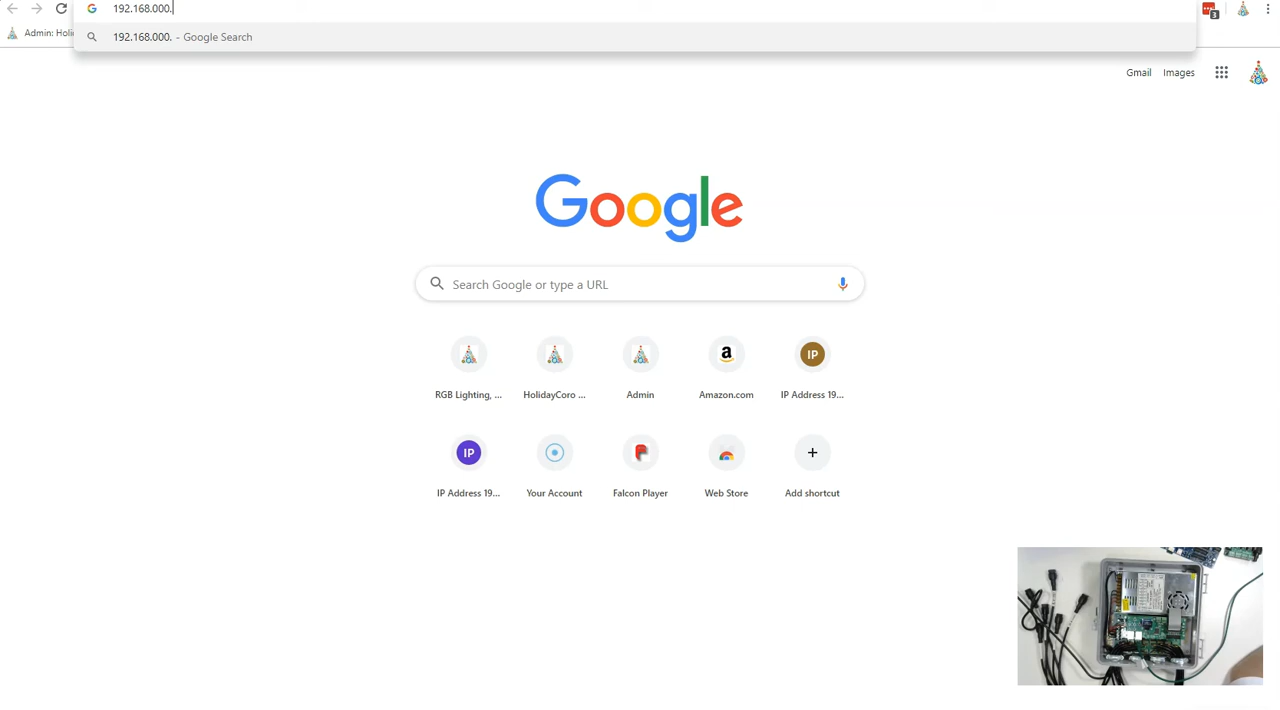 192.168.000.
3
Admin: Holi
192.168.000. - Google Search
Gmail Images
Google
Search Google or type a URL
RGB Lighting, ...
HolidayCoro ...
Admin
a
Amazon.com
IP
IP Address 19...
IP
IP Address 19...
Your Account
Falcon Player
Web Store
Add shortcut